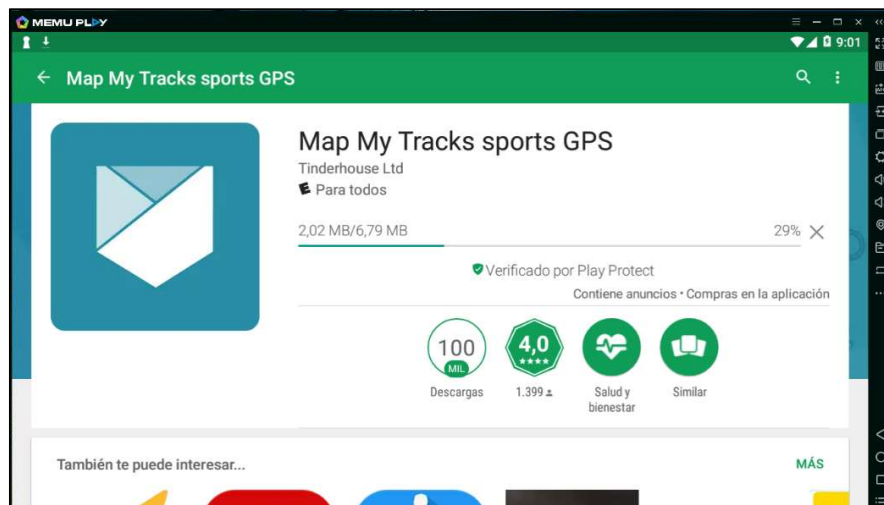 MEMU PLAY
9:01
Map My Tracks sports GPS
Map My Tracks sports GPS
Tinderhouse Ltd
E Para todos
2,02 MB/6,79 MB 29%
Verificado por Play Protect
Contiene anuncios • Compras en la aplicación
100 MIL
4,0
Descargas 1.399 Salud y bienestar Similar
También te puede interesar... MÁS